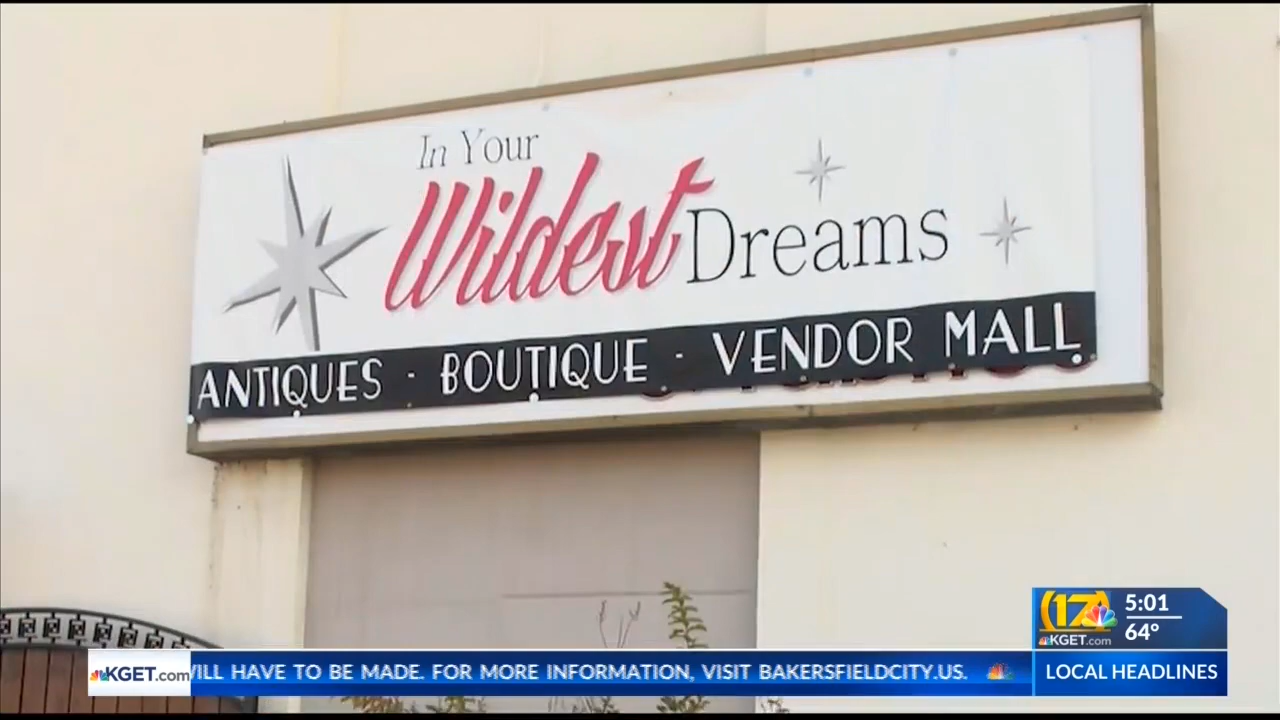 In Your
Wildest Dreams
ANTIQUES - BOUTIQUE - VENDOR MALL
17
KGET.com
5:01
64°
KGET.com
WILL HAVE TO BE MADE. FOR MORE INFORMATION, VISIT BAKERSFIELDCITY.US.
LOCAL HEADLINES